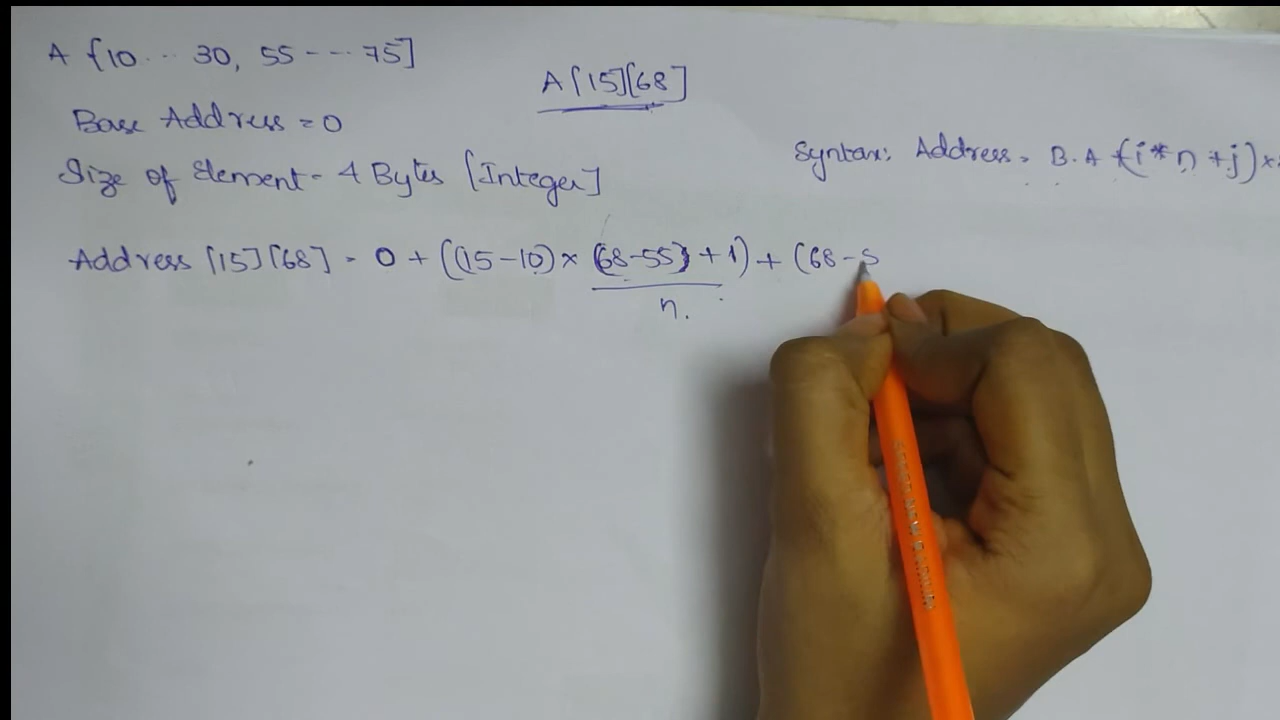 A {10 ... 30, 55 --- 75]
A[15][68]
Base Address = 0
Syntax: Address = B.A + (i * n + j) ×
Size of Element - 4 Bytes [Integer]
Address [15][68] = 0 + ((15-10) × (68-55) + 1) + (68-5
n.